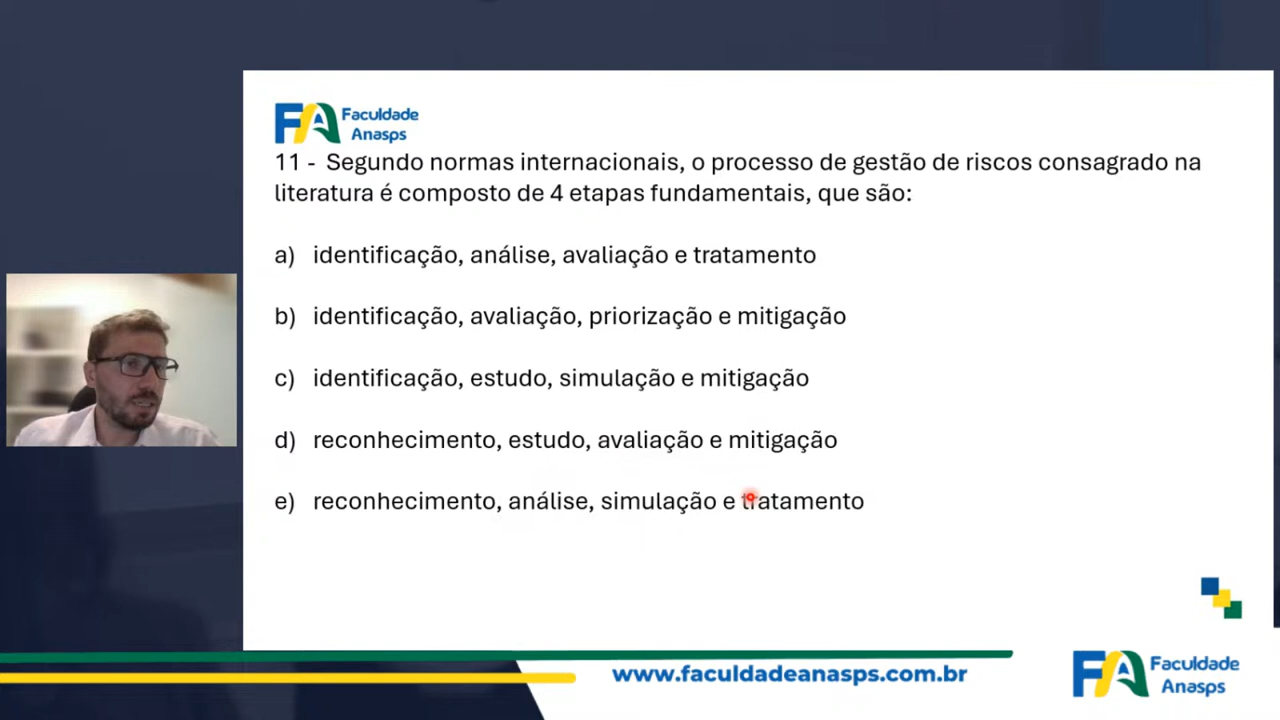 FA Faculdade
Anasps
11 - Segundo normas internacionais, o processo de gestão de riscos consagrado na
literatura é composto de 4 etapas fundamentais, que são:
a) identificação, análise, avaliação e tratamento
b) identificação, avaliação, priorização e mitigação
c) identificação, estudo, simulação e mitigação
d) reconhecimento, estudo, avaliação e mitigação
e) reconhecimento, análise, simulação e tratamento
www.faculdadeanasps.com.br
FA Faculdade
Anasps